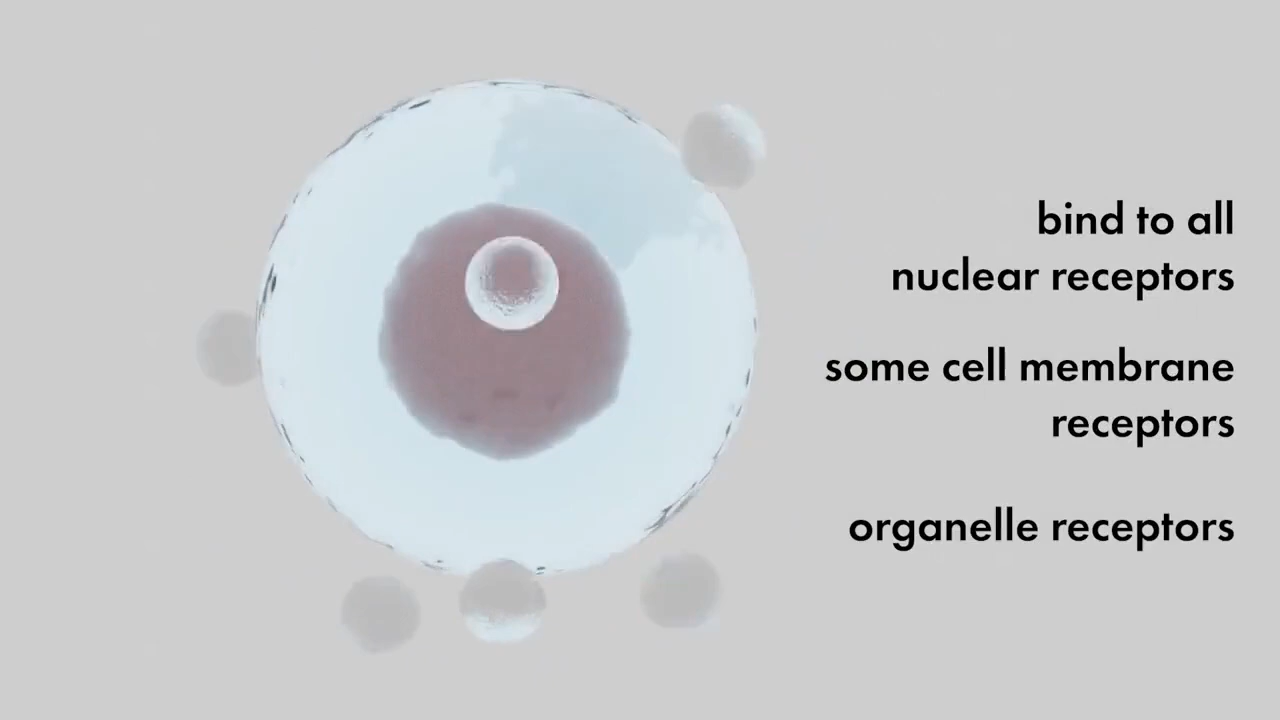 bind to all
nuclear receptors
some cell membrane
receptors
organelle receptors